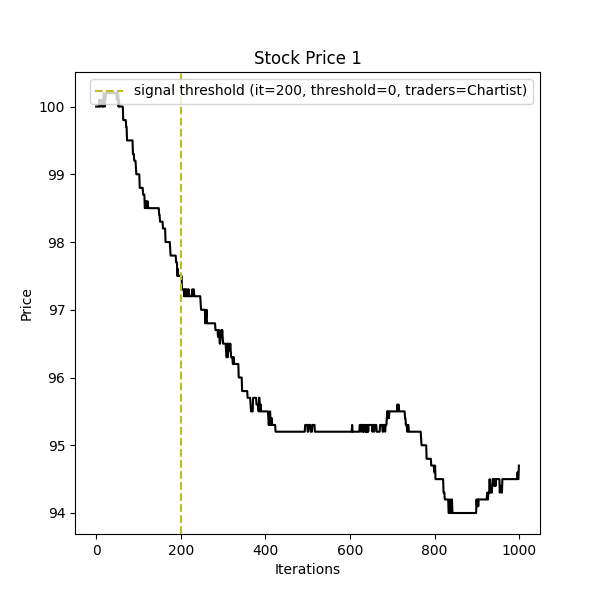 Stock Price 1
signal threshold (it=200, threshold=0, traders=Chartist)
100
99
98
97
96
95
94
Price
0 200 400 600 800 1000
Iterations